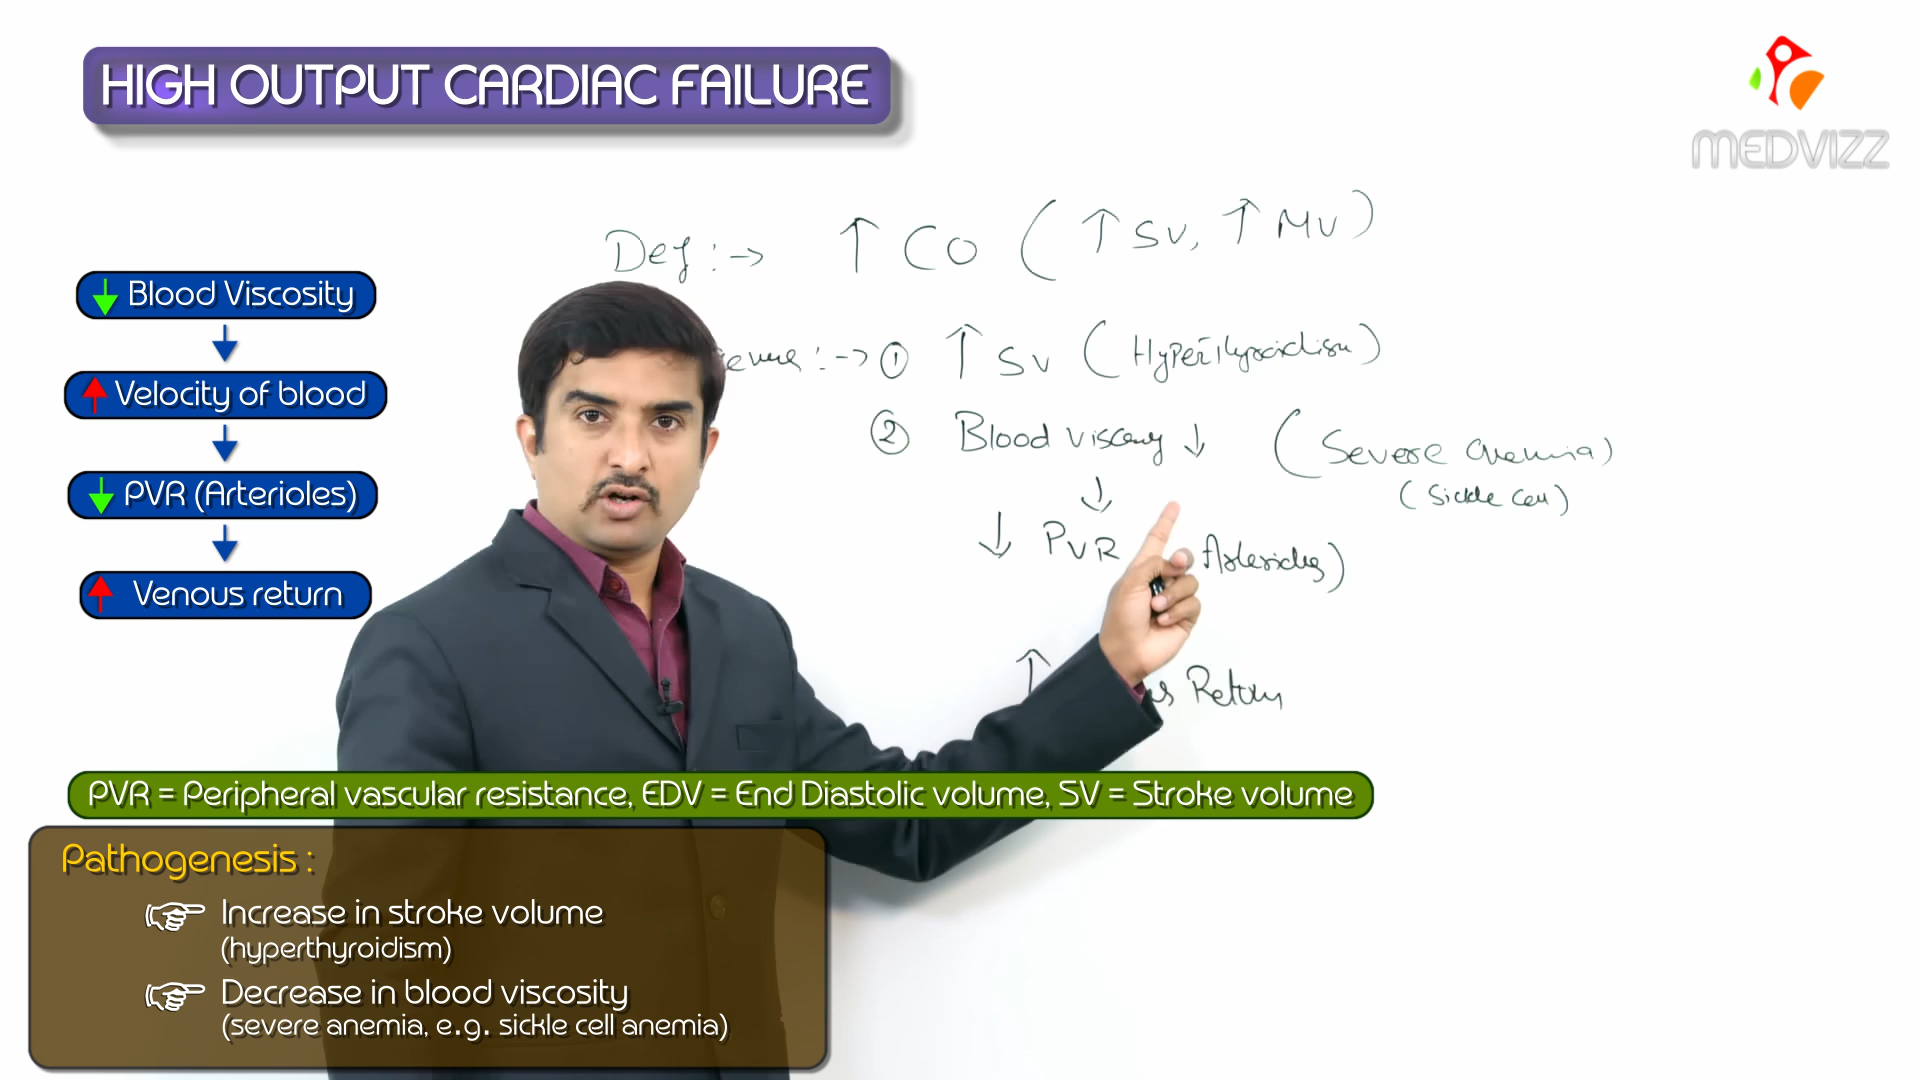 HIGH OUTPUT CARDIAC FAILURE
MEDVIZZ
Def :→ ↑ CO ( ↑ SV, ↑ MV )
:→ ① ↑ SV ( Hyperthyroidism )
② Blood viscosity ↓ ( Severe anemia)
( Sickle cell )
↓
↓ PVR Arterioles)
↑ Return
↓ Blood Viscosity
↓
↑ Velocity of blood
↓
↓ PVR (Arterioles)
↓
↑ Venous return
PVR = Peripheral vascular resistance, EDV = End Diastolic volume, SV = Stroke volume
Pathogenesis :
Increase in stroke volume
(hyperthyroidism)
Decrease in blood viscosity
(severe anemia, e.g. sickle cell anemia)